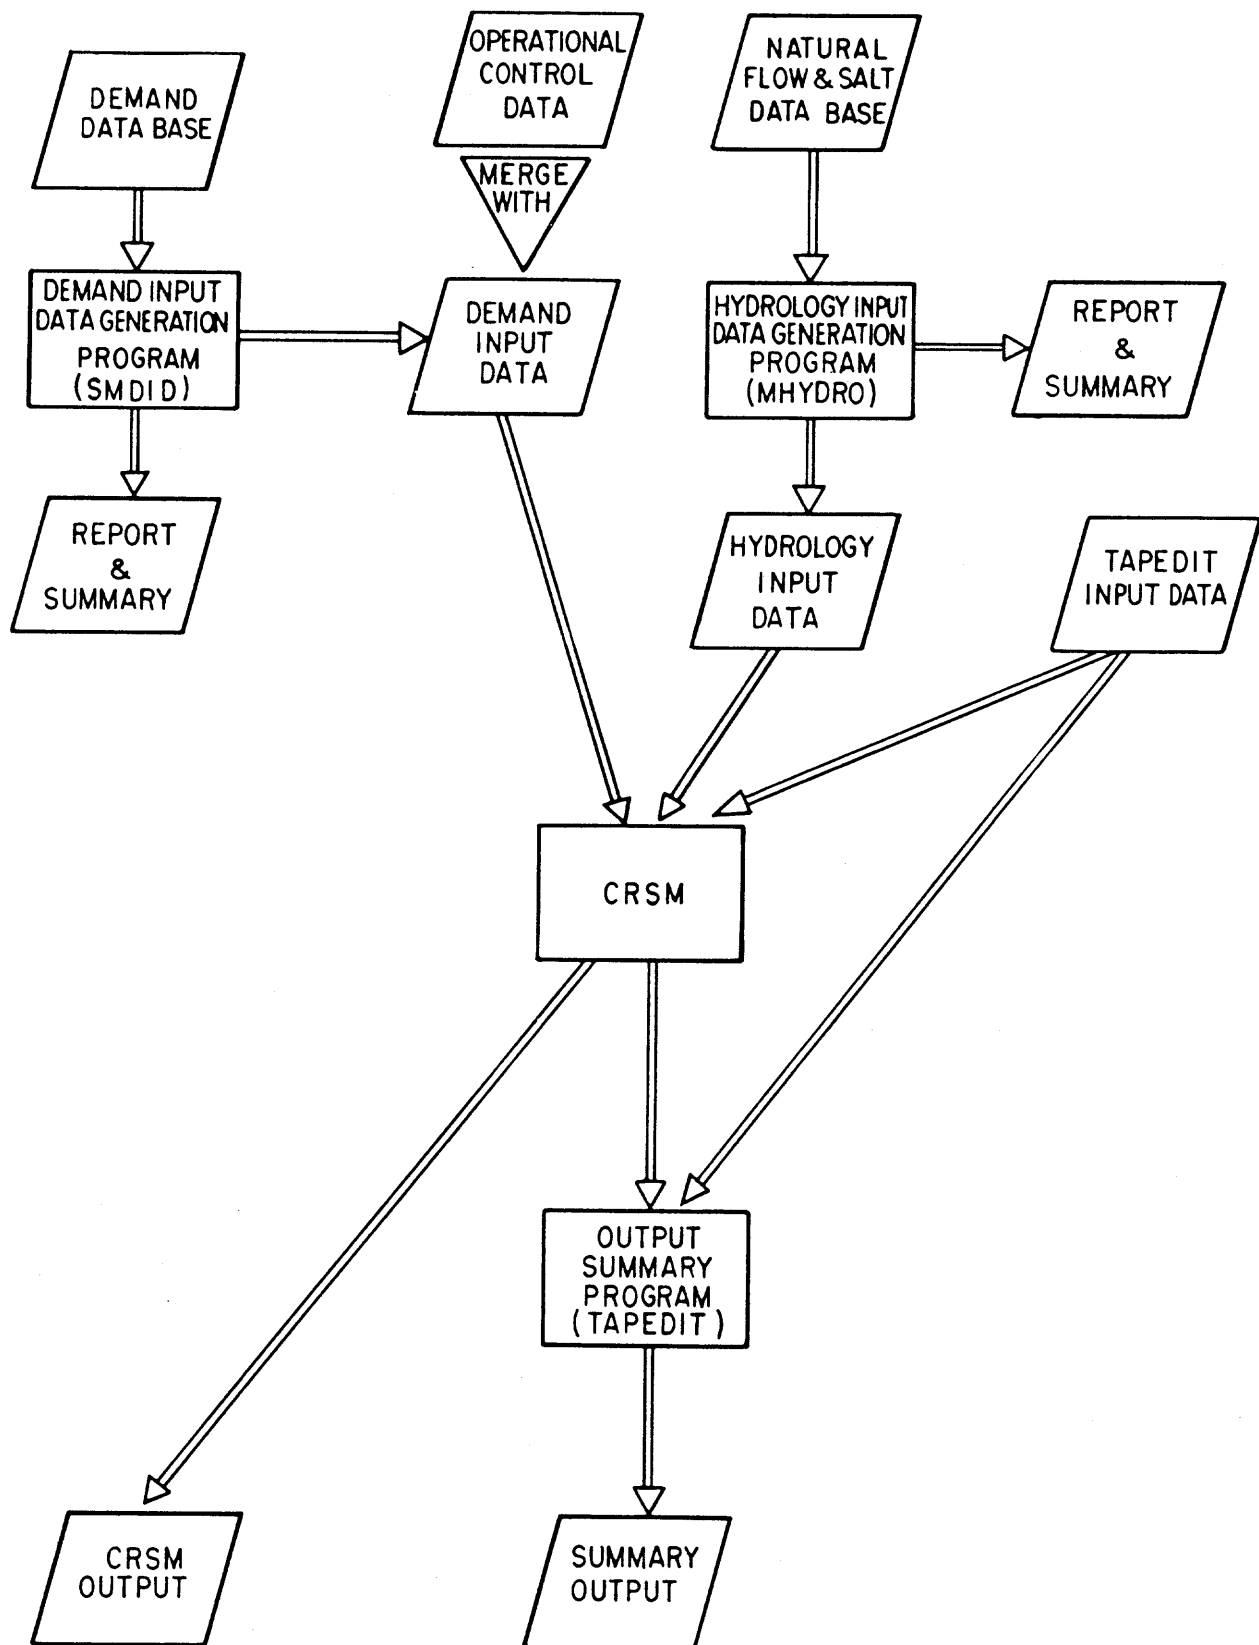 DEMAND
DATA BASE
OPERATIONAL
CONTROL
DATA
NATURAL
FLOW & SALT
DATA BASE
MERGE
WITH
DEMAND INPUT
DATA GENERATION
PROGRAM
(SMDID)
DEMAND
INPUT
DATA
HYDROLOGY INPUT
DATA GENERATION
PROGRAM
(MHYDRO)
REPORT
&
SUMMARY
REPORT
&
SUMMARY
HYDROLOGY
INPUT
DATA
TAPEDIT
INPUT DATA
CRSM
OUTPUT
SUMMARY
PROGRAM
(TAPEDIT)
CRSM
OUTPUT
SUMMARY
OUTPUT